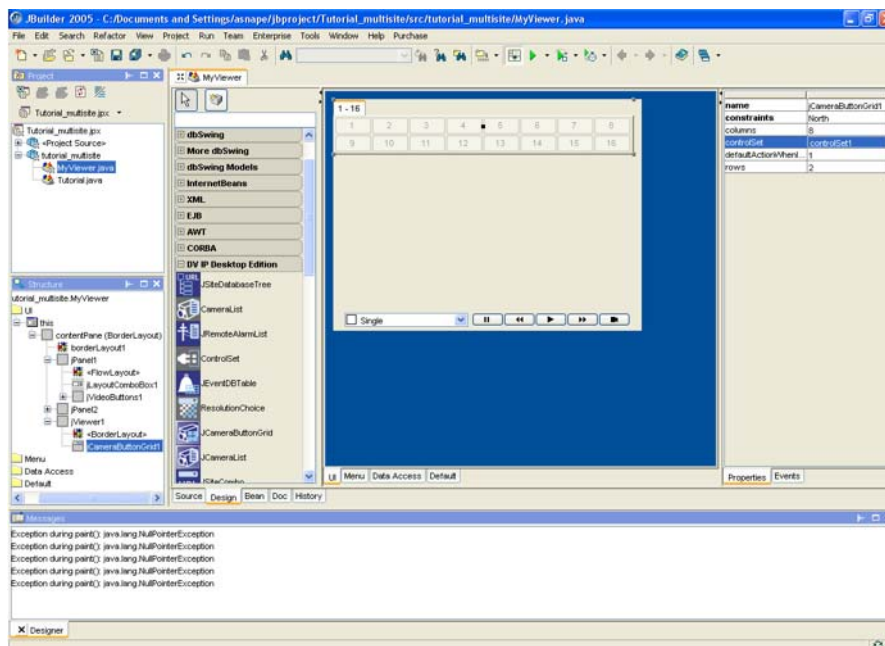 JBuilder 2005 - C:/Documents and Settings/asnape/jbproject/Tutorial_multisite/src/tutorial_multisite/MyViewer.java
File Edit Search Refactor View Project Run Team Enterprise Tools Window Help Purchase
Project
Tutorial_multisite.jpx
Tutorial_multisite.jpx
<Project Source>
tutorial_multisite
MyViewer.java
Tutorial.java
Structure
utorial_multisite.MyViewer
UI
this
contentPane (BorderLayout)
borderLayout1
jPanel1
<FlowLayout>
jLayoutComboBox1
jVideoButtons1
jPanel2
jViewer1
<BorderLayout>
jCameraButtonGrid1
Menu
Data Access
Default
MyViewer
dbSwing
More dbSwing
dbSwing Models
InternetBeans
XML
EJB
AWT
CORBA
DV IP Desktop Edition
URL
JSiteDatabaseTree
CameraList
JRemoteAlarmList
ControlSet
JEventDBTable
ResolutionChoice
JCameraButtonGrid
JCameraList
JSiteCombo
Source Design Bean Doc History
1 - 16
1 2 3 4 5 6 7 8
9 10 11 12 13 14 15 16
Single
UI Menu Data Access Default
name jCameraButtonGrid1
constraints North
columns 8
controlSet controlSet1
defaultActionWhenI... 1
rows 2
Properties Events
Messages
Exception during paint(): java.lang.NullPointerException
Exception during paint(): java.lang.NullPointerException
Exception during paint(): java.lang.NullPointerException
Exception during paint(): java.lang.NullPointerException
Exception during paint(): java.lang.NullPointerException
Designer